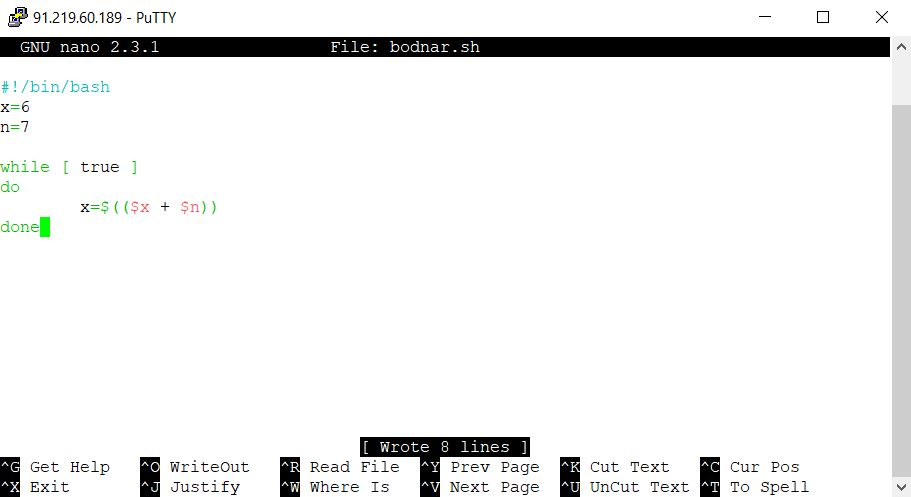 91.219.60.189 - PuTTY
GNU nano 2.3.1 File: bodnar.sh
#!/bin/bash
x=6
n=7
while [ true ]
do
x=$(($x + $n))
done
[ Wrote 8 lines ]
^G Get Help ^O WriteOut ^R Read File ^Y Prev Page ^K Cut Text ^C Cur Pos
^X Exit ^J Justify ^W Where Is ^V Next Page ^U UnCut Text ^T To Spell